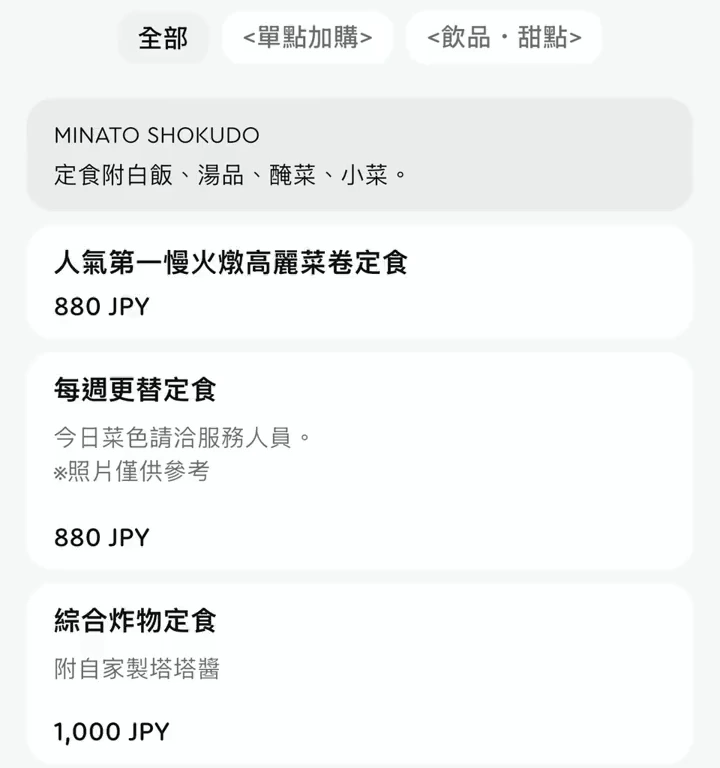 全部
<單點加購>
<飲品・甜點>
MINATO SHOKUDO
定食附白飯、湯品、醃菜、小菜。
人氣第一慢火燉高麗菜卷定食
880 JPY
每週更替定食
今日菜色請洽服務人員。
※照片僅供參考
880 JPY
綜合炸物定食
附自家製塔塔醬
1,000 JPY